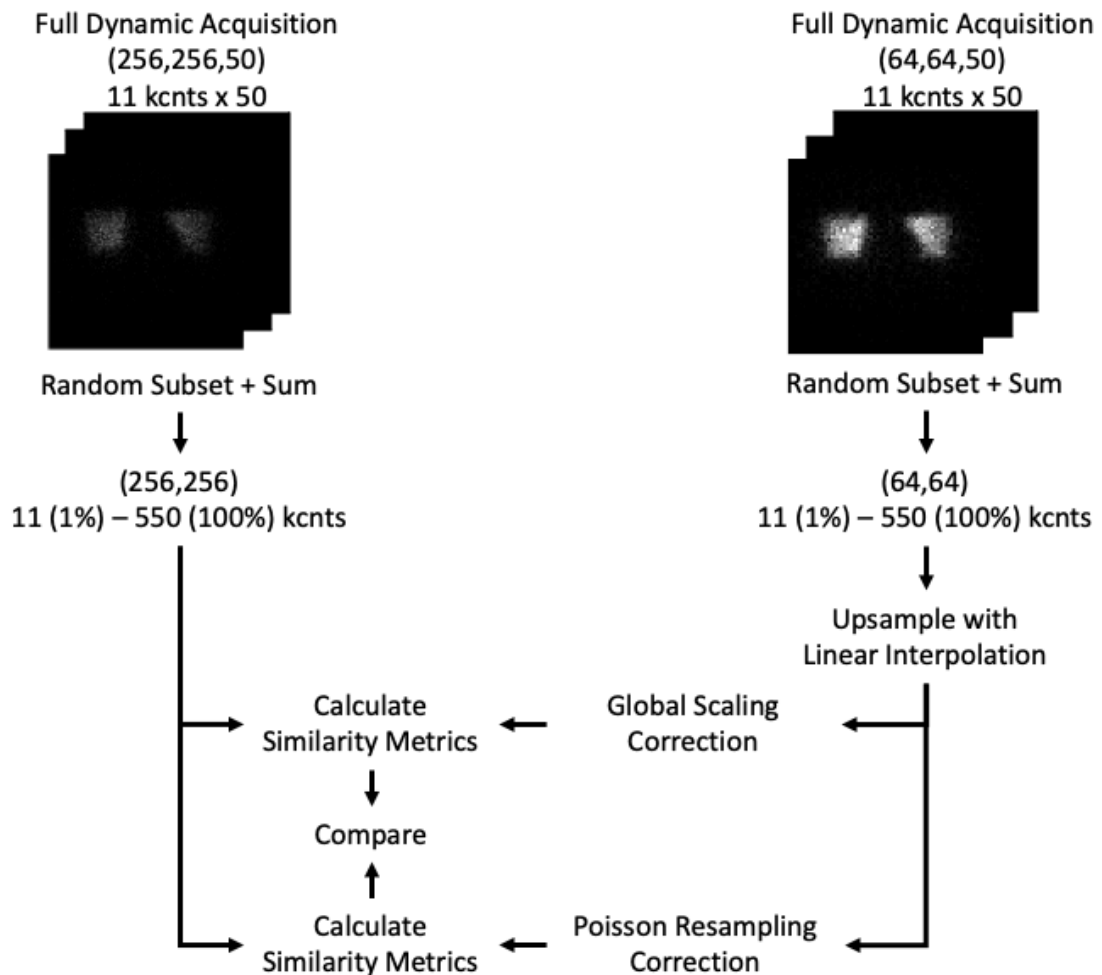 Full Dynamic Acquisition
(256,256,50)
11 kcnts x 50
Random Subset + Sum
(256,256)
11 (1%) – 550 (100%) kcnts
Full Dynamic Acquisition
(64,64,50)
11 kcnts x 50
Random Subset + Sum
(64,64)
11 (1%) – 550 (100%) kcnts
Upsample with
Linear Interpolation
Calculate
Similarity Metrics
Global Scaling
Correction
Compare
Calculate
Similarity Metrics
Poisson Resampling
Correction